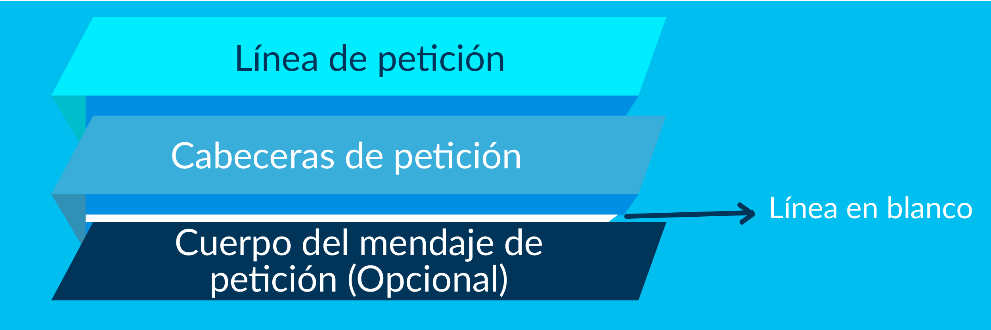 Línea de petición
Cabeceras de petición
Línea en blanco
Cuerpo del mendaje de
petición (Opcional)